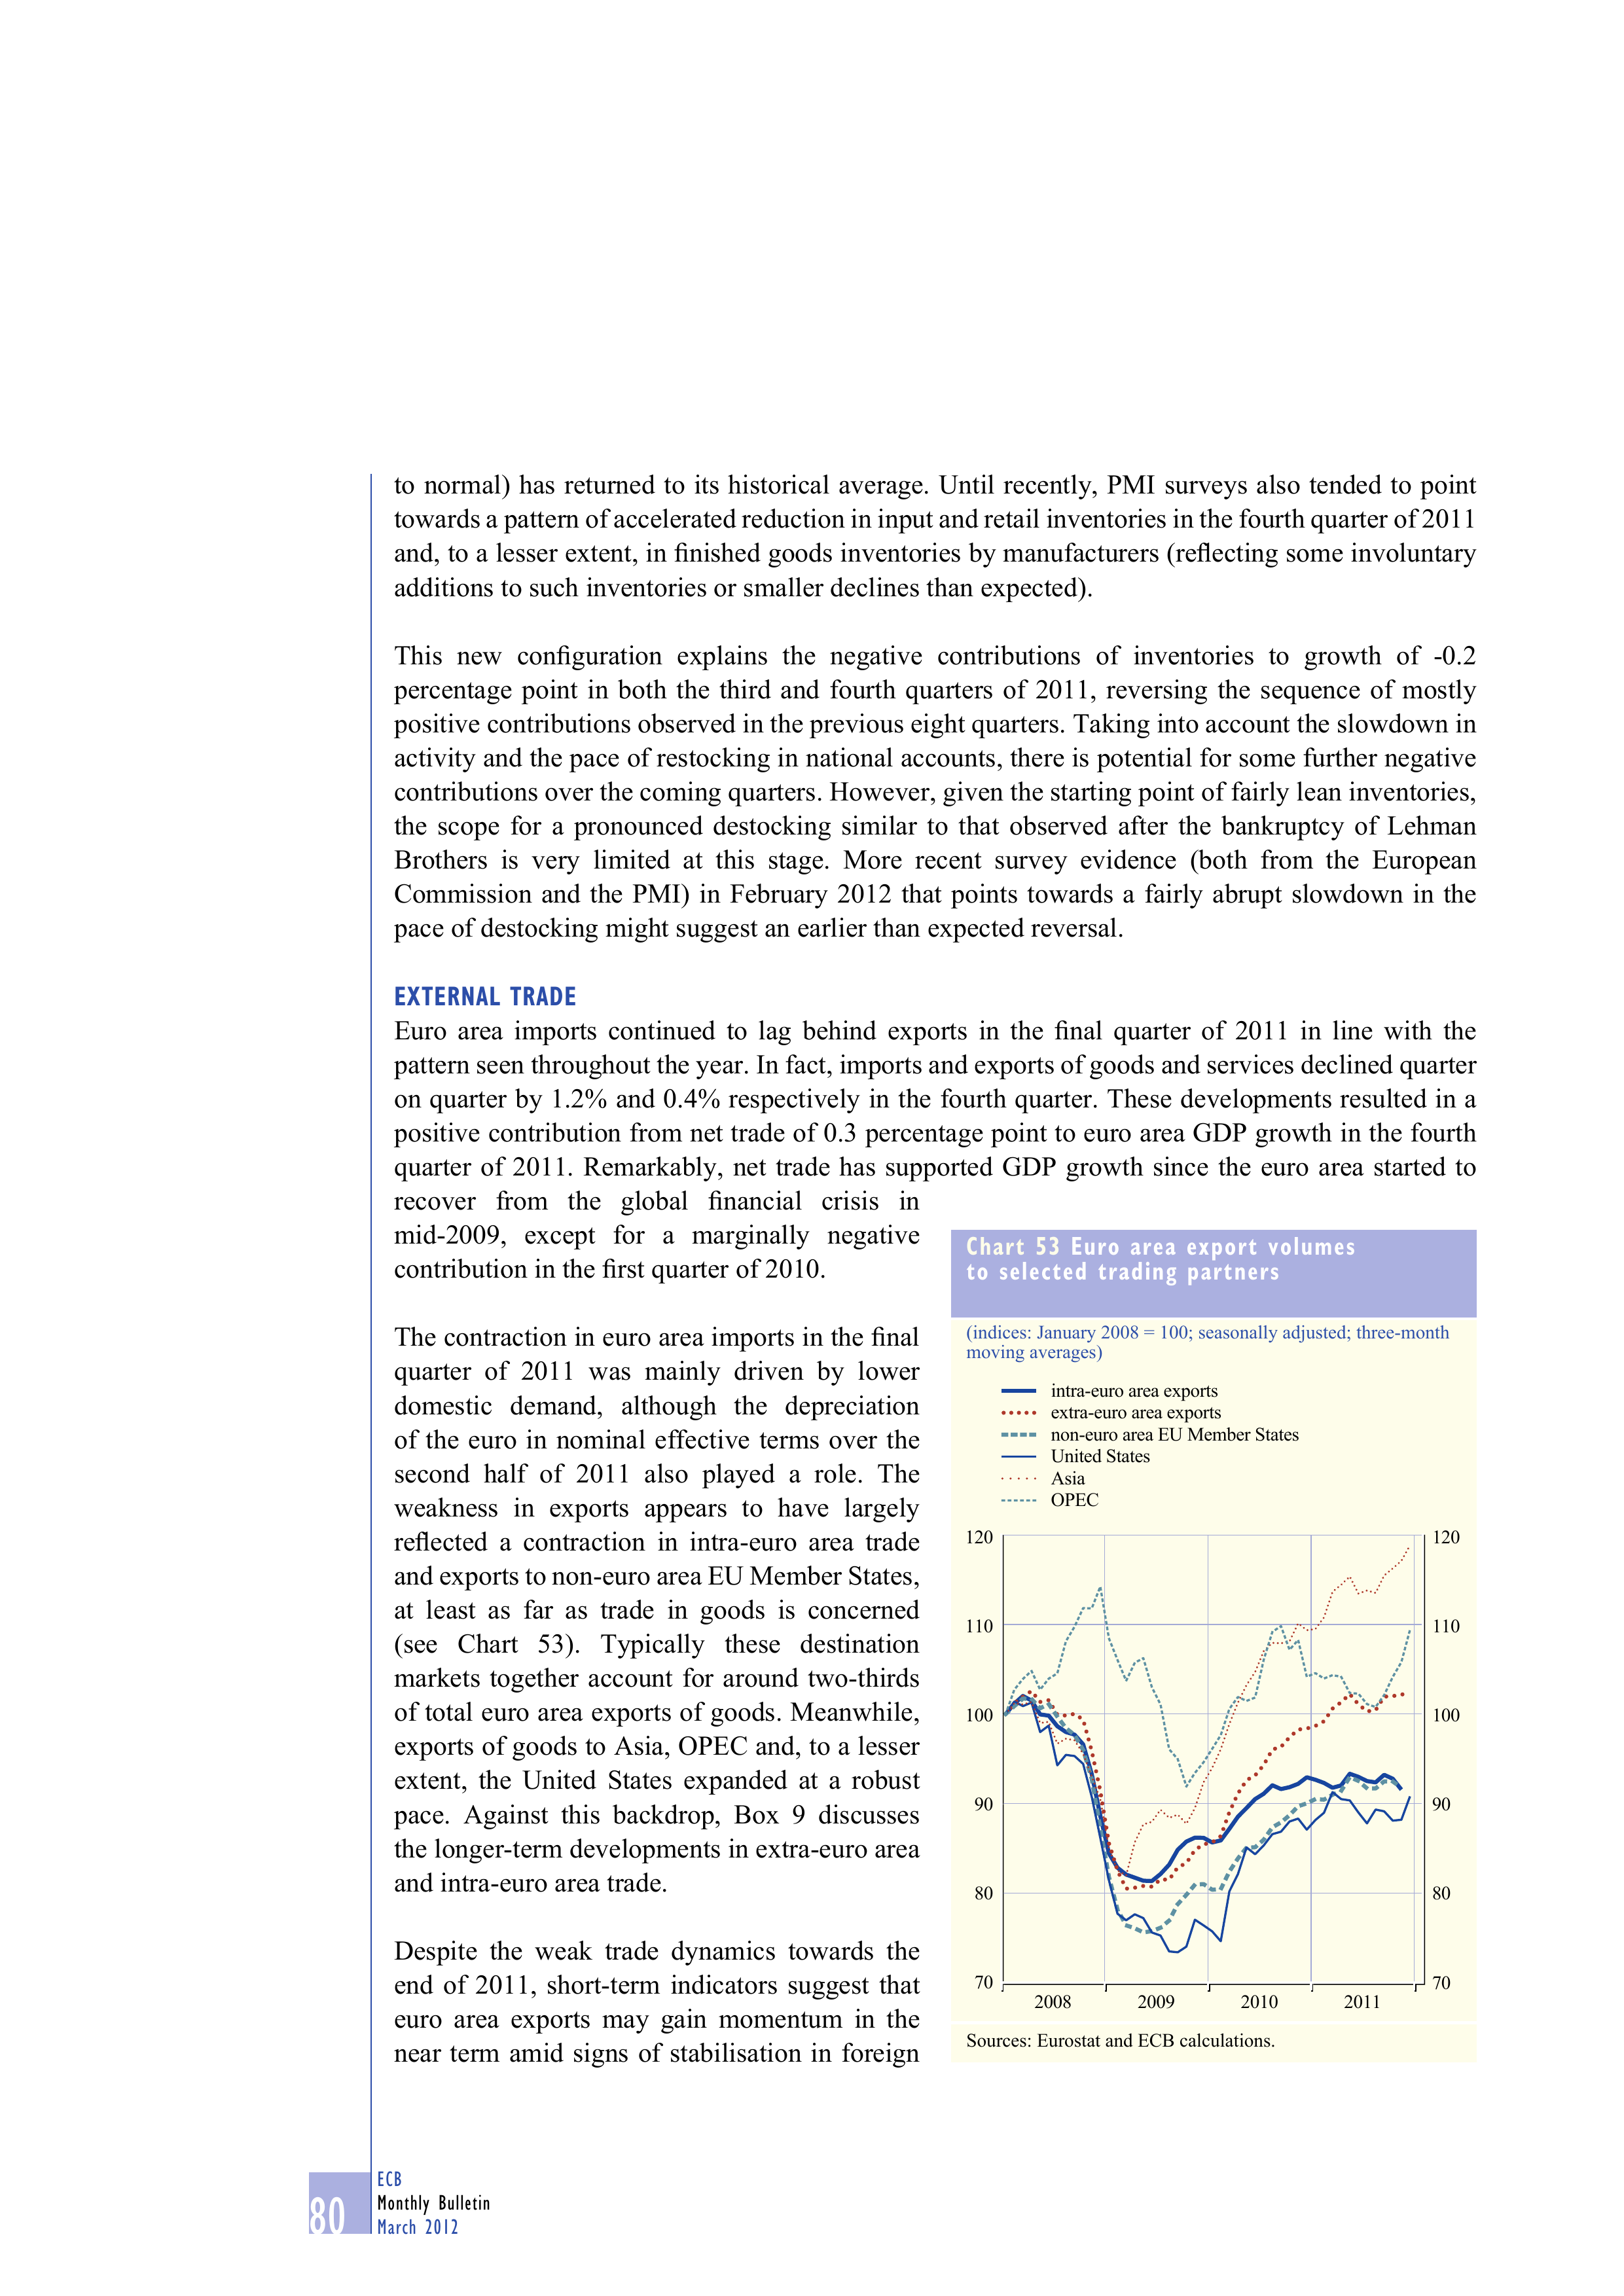 to normal) has returned to its historical average. Until recently, PMI surveys also tended to point
towards a pattern of accelerated reduction in input and retail inventories in the fourth quarter of 2011
and, to a lesser extent, in finished goods inventories by manufacturers (reflecting some involuntary
additions to such inventories or smaller declines than expected).
This new configuration explains the negative contributions of inventories to growth of -0.2
percentage point in both the third and fourth quarters of 2011, reversing the sequence of mostly
positive contributions observed in the previous eight quarters. Taking into account the slowdown in
activity and the pace of restocking in national accounts, there is potential for some further negative
contributions over the coming quarters. However, given the starting point of fairly lean inventories,
the scope for a pronounced destocking similar to that observed after the bankruptcy of Lehman
Brothers is very limited at this stage. More recent survey evidence (both from the European
Commission and the PMI) in February 2012 that points towards a fairly abrupt slowdown in the
pace of destocking might suggest an earlier than expected reversal.
EXTERNAL TRADE
Euro area imports continued to lag behind exports in the final quarter of 2011 in line with the
pattern seen throughout the year. In fact, imports and exports of goods and services declined quarter
on quarter by 1.2% and 0.4% respectively in the fourth quarter. These developments resulted in a
positive contribution from net trade of 0.3 percentage point to euro area GDP growth in the fourth
quarter of 2011. Remarkably, net trade has supported GDP growth since the euro area started to
recover from the global financial crisis in
mid-2009, except for a marginally negative
contribution in the first quarter of 2010.
The contraction in euro area imports in the final
quarter of 2011 was mainly driven by lower
domestic demand, although the depreciation
of the euro in nominal effective terms over the
second half of 2011 also played a role. The
weakness in exports appears to have largely
reflected a contraction in intra-euro area trade
and exports to non-euro area EU Member States,
at least as far as trade in goods is concerned
(see Chart 53). Typically these destination
markets together account for around two-thirds
of total euro area exports of goods. Meanwhile,
exports of goods to Asia, OPEC and, to a lesser
extent, the United States expanded at a robust
pace. Against this backdrop, Box 9 discusses
the longer-term developments in extra-euro area
and intra-euro area trade.
Despite the weak trade dynamics towards the
end of 2011, short-term indicators suggest that
euro area exports may gain momentum in the
near term amid signs of stabilisation in foreign
Chart 53 Euro area export volumes
to selected trading partners
(indices: January 2008 = 100; seasonally adjusted; three-month
moving averages)
intra-euro area exports
extra-euro area exports
non-euro area EU Member States
United States
Asia
OPEC
120 120
110 110
100 100
90 90
80 80
70 70
2008 2009 2010 2011
Sources: Eurostat and ECB calculations.
80
ECB
Monthly Bulletin
March 2012